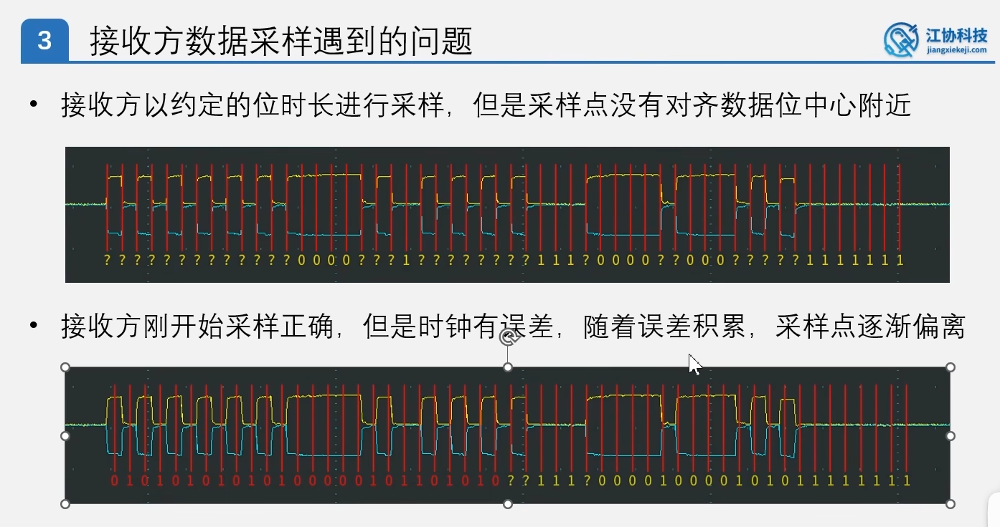 3
接收方数据采样遇到的问题
江协科技
jiangxiekeji.com
• 接收方以约定的位时长进行采样，但是采样点没有对齐数据位中心附近
? ? ? ? ? ? ? ? ? ? ? ? ? 0 0 0 0 ? ? ? 1 ? ? ? ? ? ? ? ? 1 1 1 ? 0 0 0 0 ? ? 0 0 0 ? ? ? ? ? 1 1 1 1 1 1 1
• 接收方刚开始采样正确，但是时钟有误差，随着误差积累，采样点逐渐偏离
0 1 0 1 0 1 0 1 0 1 0 1 0 0 0 0 0 1 0 1 1 0 1 0 1 0 ? ? 1 1 1 ? 0 0 0 0 1 0 0 0 0 1 0 1 0 1 1 1 1 1 1 1 1